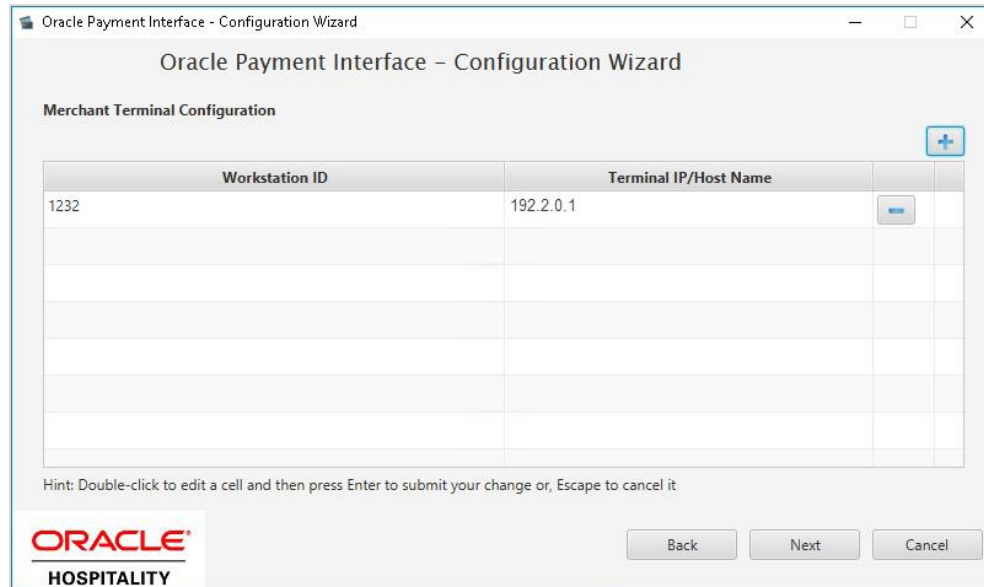 Oracle Payment Interface - Configuration Wizard
Oracle Payment Interface – Configuration Wizard
Merchant Terminal Configuration
Workstation ID Terminal IP/Host Name
1232 192.2.0.1
Hint: Double-click to edit a cell and then press Enter to submit your change or, Escape to cancel it
ORACLE®
HOSPITALITY
Back Next Cancel